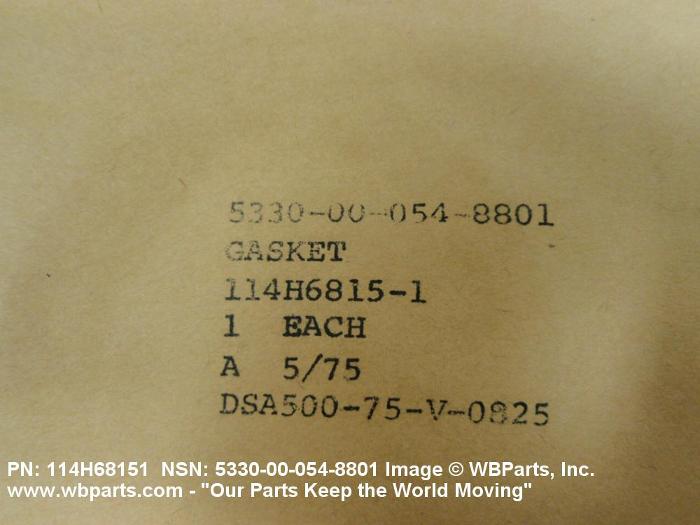 5330-00-054-8801
GASKET
114H6815-1
1 EACH
A 5/75
DSA500-75-V-0825
PN: 114H68151 NSN: 5330-00-054-8801 Image © WBParts, Inc.
www.wbparts.com - "Our Parts Keep the World Moving"